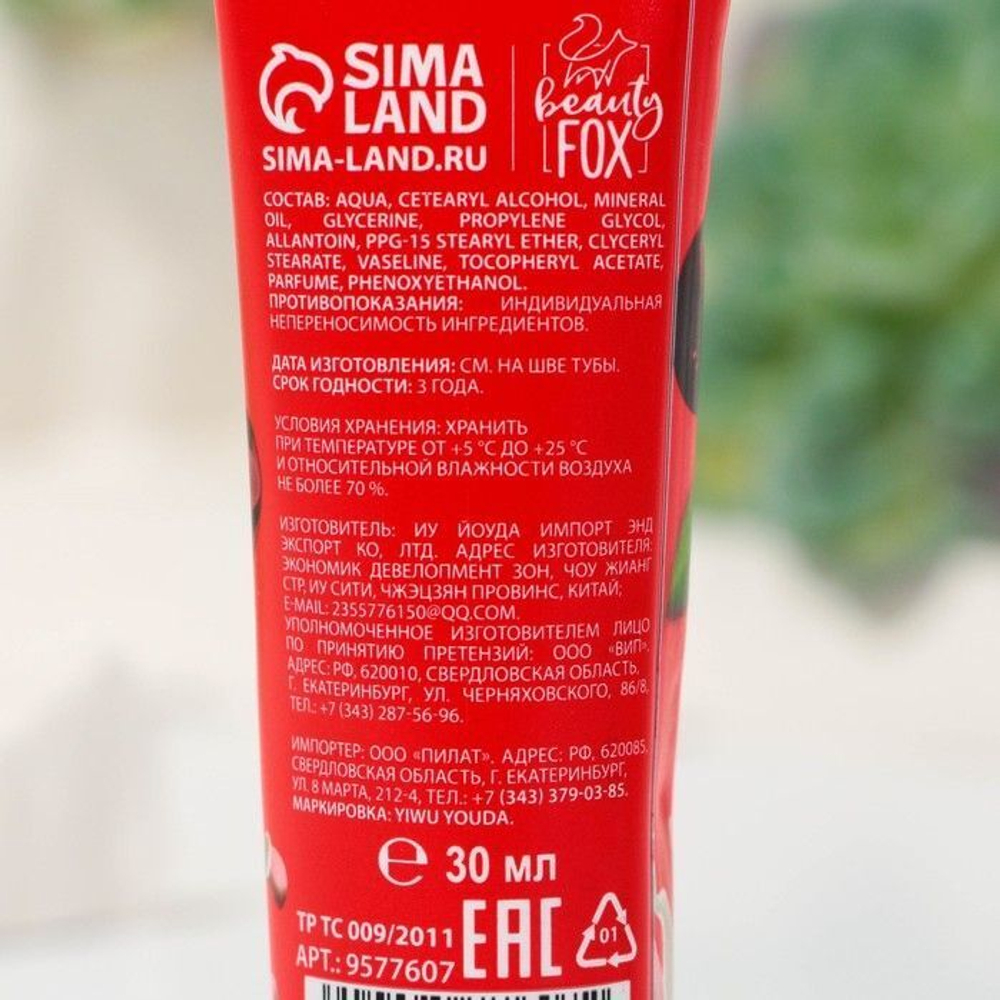 SIMA
LAND
SIMA-LAND.RU
beauty
FOX
СОСТАВ: AQUA, CETEARYL ALCOHOL, MINERAL
OIL, GLYCERINE, PROPYLENE GLYCOL,
ALLANTOIN, PPG-15 STEARYL ETHER, CLYCERYL
STEARATE, VASELINE, TOCOPHERYL ACETATE,
PARFUME, PHENOXYETHANOL.
ПРОТИВОПОКАЗАНИЯ: ИНДИВИДУАЛЬНАЯ
НЕПЕРЕНОСИМОСТЬ ИНГРЕДИЕНТОВ.
ДАТА ИЗГОТОВЛЕНИЯ: СМ. НА ШВЕ ТУБЫ.
СРОК ГОДНОСТИ: 3 ГОДА.
УСЛОВИЯ ХРАНЕНИЯ: ХРАНИТЬ
ПРИ ТЕМПЕРАТУРЕ ОТ +5 °С ДО +25 °С
И ОТНОСИТЕЛЬНОЙ ВЛАЖНОСТИ ВОЗДУХА
НЕ БОЛЕЕ 70 %.
ИЗГОТОВИТЕЛЬ: ИУ ЙОУДА ИМПОРТ ЭНД
ЭКСПОРТ КО, ЛТД. АДРЕС ИЗГОТОВИТЕЛЯ:
ЭКОНОМИК ДЕВЕЛОПМЕНТ ЗОН, ЧОУ ЖИАНГ
СТР, ИУ СИТИ, ЧЖЭЦЗЯН ПРОВИНС, КИТАЙ;
E-MAIL: 2355776150@QQ.COM.
УПОЛНОМОЧЕННОЕ ИЗГОТОВИТЕЛЕМ ЛИЦО
ПО ПРИНЯТИЮ ПРЕТЕНЗИЙ: ООО «ВИП».
АДРЕС: РФ, 620010, СВЕРДЛОВСКАЯ ОБЛАСТЬ,
Г. ЕКАТЕРИНБУРГ, УЛ. ЧЕРНЯХОВСКОГО, 86/8,
ТЕЛ.: +7 (343) 287-56-96.
ИМПОРТЕР: ООО «ПИЛАТ». АДРЕС: РФ, 620085,
СВЕРДЛОВСКАЯ ОБЛАСТЬ, Г. ЕКАТЕРИНБУРГ,
УЛ. 8 МАРТА, 212-4, ТЕЛ.: +7 (343) 379-03-85.
МАРКИРОВКА: YIWU YOUDA.
℮ 30 мл
ТР ТС 009/2011 EAC 01
АРТ.: 9577607